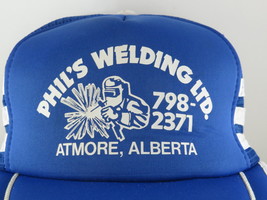 PHIL'S WELDING LTD.
798-
2371
ATMORE, ALBERTA